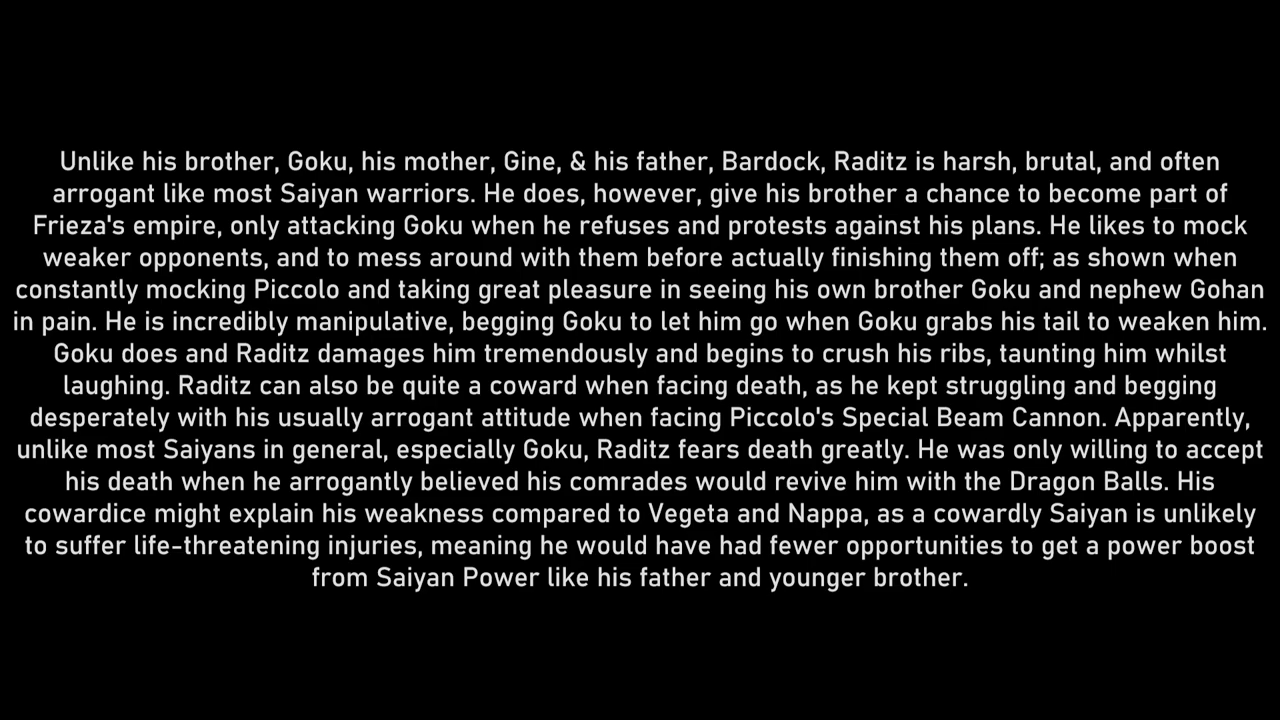 Unlike his brother, Goku, his mother, Gine, & his father, Bardock, Raditz is harsh, brutal, and often
arrogant like most Saiyan warriors. He does, however, give his brother a chance to become part of
Frieza's empire, only attacking Goku when he refuses and protests against his plans. He likes to mock
weaker opponents, and to mess around with them before actually finishing them off; as shown when
constantly mocking Piccolo and taking great pleasure in seeing his own brother Goku and nephew Gohan
in pain. He is incredibly manipulative, begging Goku to let him go when Goku grabs his tail to weaken him.
Goku does and Raditz damages him tremendously and begins to crush his ribs, taunting him whilst
laughing. Raditz can also be quite a coward when facing death, as he kept struggling and begging
desperately with his usually arrogant attitude when facing Piccolo's Special Beam Cannon. Apparently,
unlike most Saiyans in general, especially Goku, Raditz fears death greatly. He was only willing to accept
his death when he arrogantly believed his comrades would revive him with the Dragon Balls. His
cowardice might explain his weakness compared to Vegeta and Nappa, as a cowardly Saiyan is unlikely
to suffer life-threatening injuries, meaning he would have had fewer opportunities to get a power boost
from Saiyan Power like his father and younger brother.